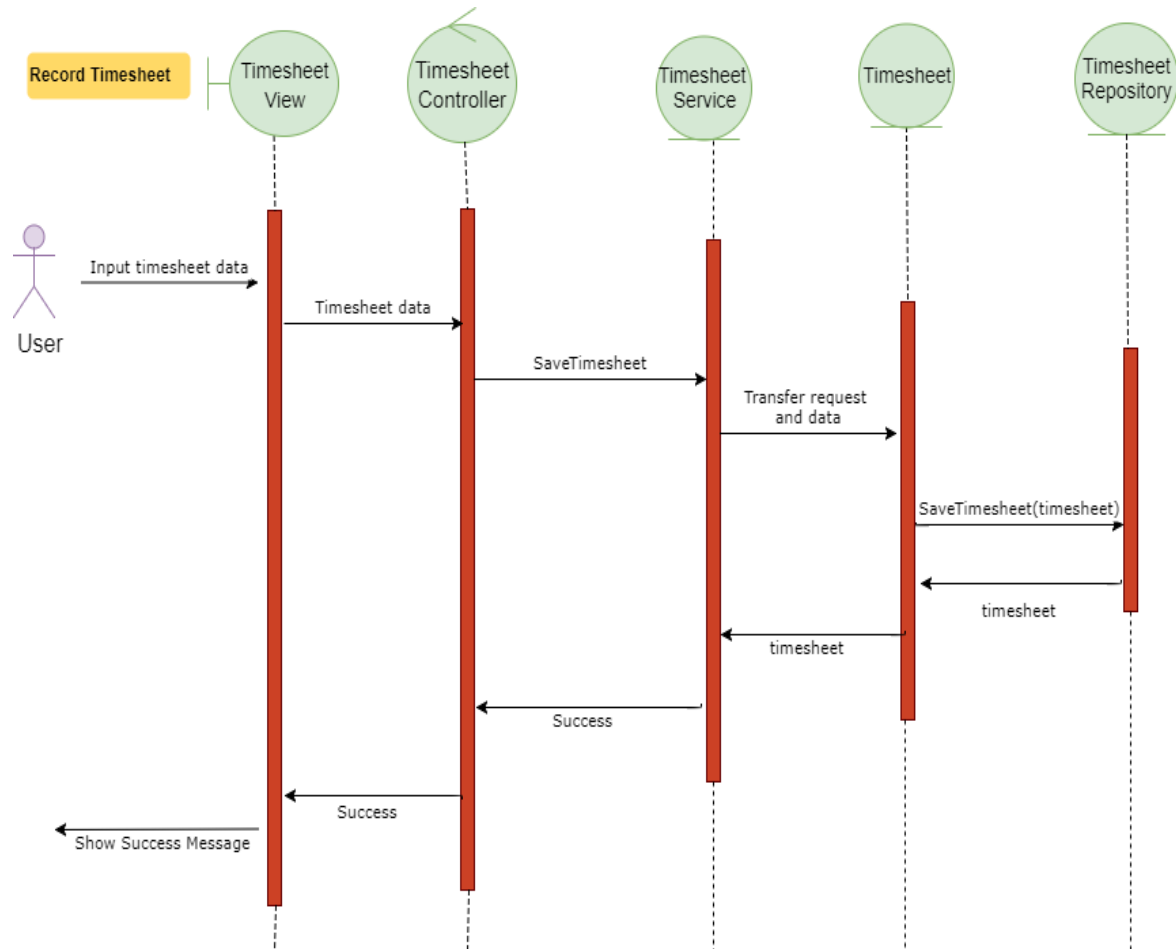 Record Timesheet
Timesheet
View
Timesheet
Controller
Timesheet
Service
Timesheet
Timesheet
Repository
User
Input timesheet data
Timesheet data
SaveTimesheet
Transfer request
and data
SaveTimesheet(timesheet)
timesheet
timesheet
Success
Success
Show Success Message